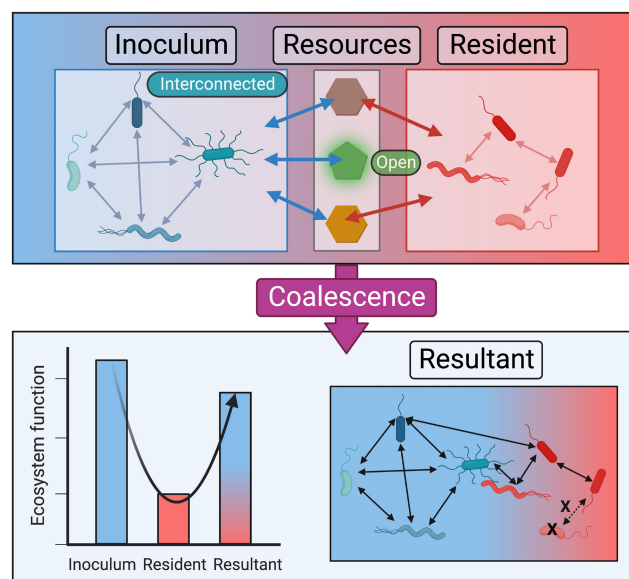 Inoculum
Resources
Resident
Interconnected
Open
Coalescence
Ecosystem function
Inoculum
Resident
Resultant
Resultant
X
X